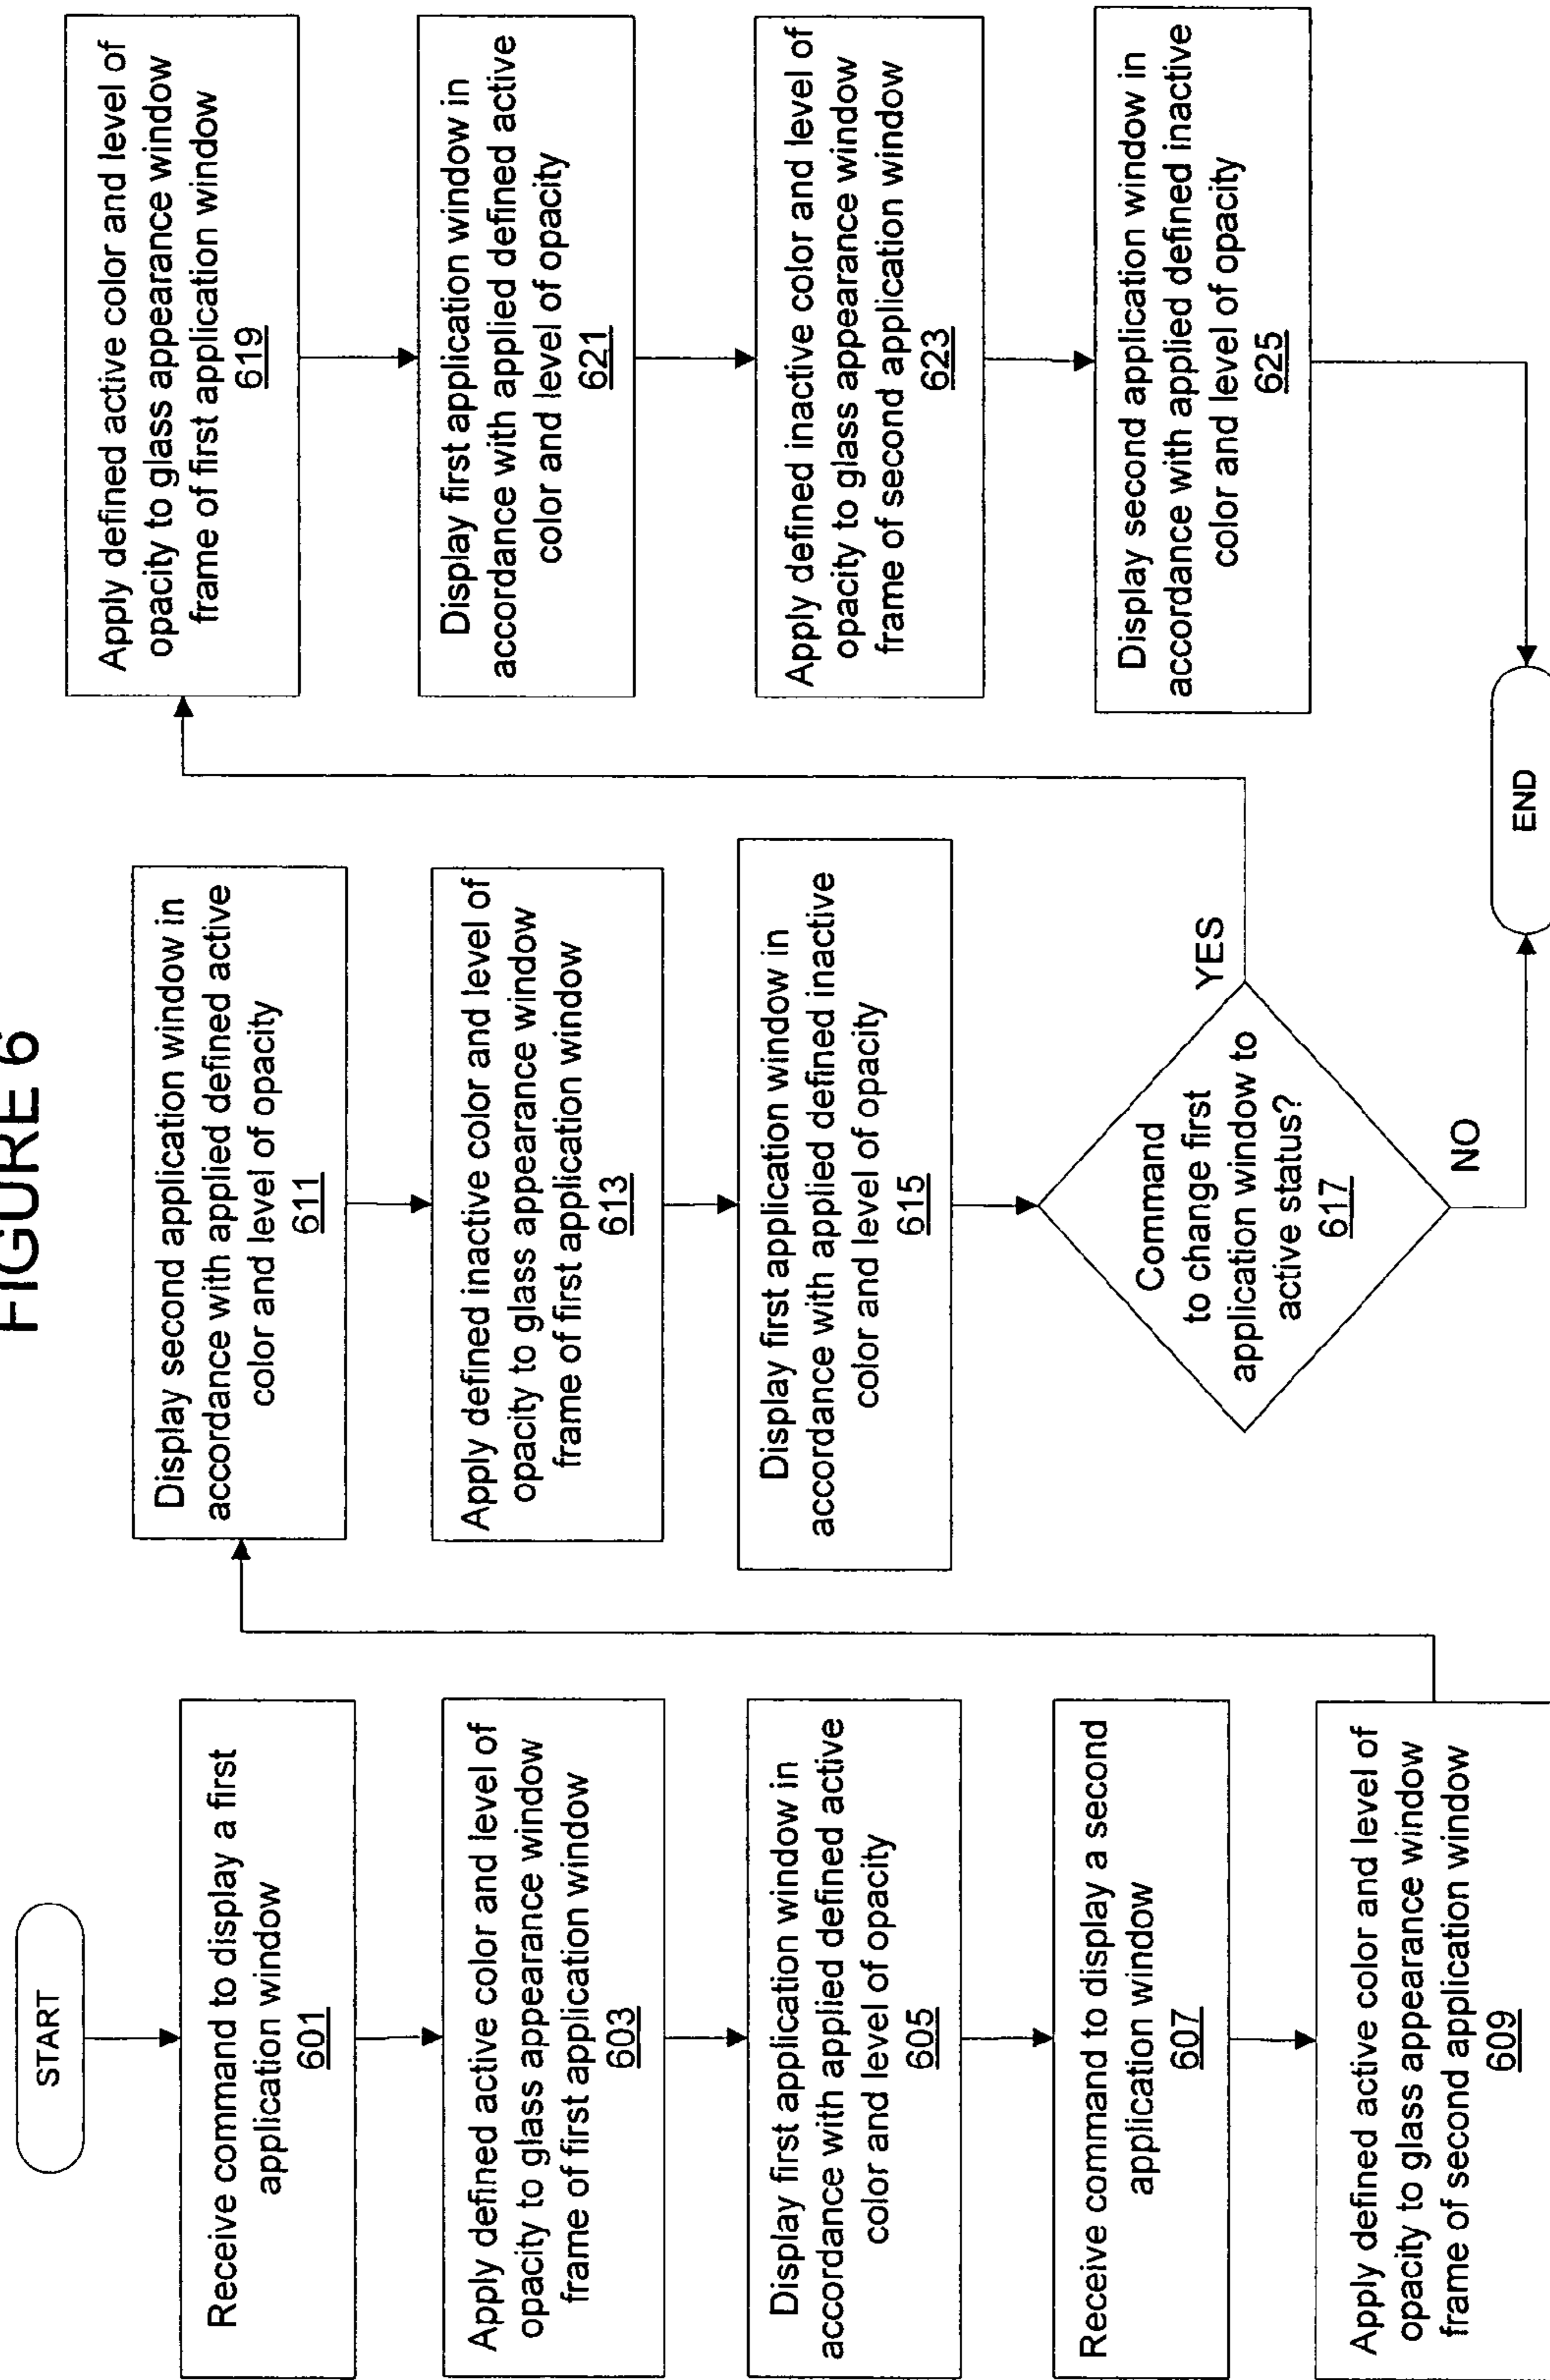 FIGURE 6
START
Receive command to display a first
application window
601
Apply defined active color and level of
opacity to glass appearance window
frame of first application window
603
Display first application window in
accordance with applied defined active
color and level of opacity
605
Receive command to display a second
application window
607
Apply defined active color and level of
opacity to glass appearance window
frame of second application window
609
Display second application window in
accordance with applied defined active
color and level of opacity
611
Apply defined inactive color and level of
opacity to glass appearance window
frame of first application window
613
Display first application window in
accordance with applied defined inactive
color and level of opacity
615
Command
to change first
application window to
active status?
617
YES
NO
Apply defined active color and level of
opacity to glass appearance window
frame of first application window
619
Display first application window in
accordance with applied defined active
color and level of opacity
621
Apply defined inactive color and level of
opacity to glass appearance window
frame of second application window
623
Display second application window in
accordance with applied defined inactive
color and level of opacity
625
END